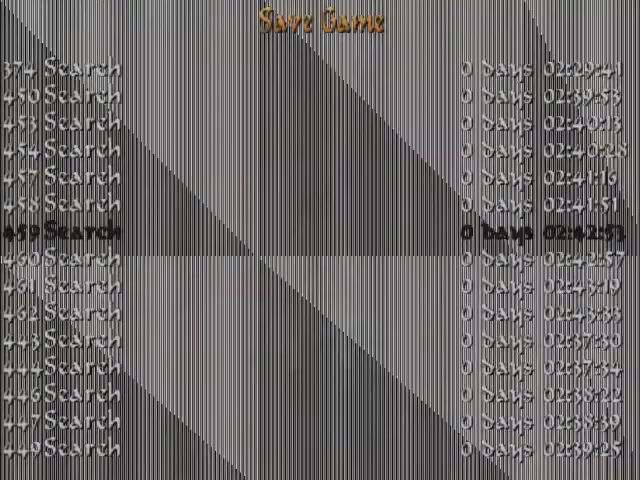 Save Game
374 Search 0 days 02:29:41
450 Search 0 days 02:39:53
453 Search 0 days 02:40:13
454 Search 0 days 02:40:28
457 Search 0 days 02:41:16
458 Search 0 days 02:41:51
459 Search 0 days 02:42:53
460 Search 0 days 02:42:57
461 Search 0 days 02:43:19
462 Search 0 days 02:43:33
443 Search 0 days 02:37:30
444 Search 0 days 02:37:34
446 Search 0 days 02:38:22
447 Search 0 days 02:38:39
449 Search 0 days 02:39:25